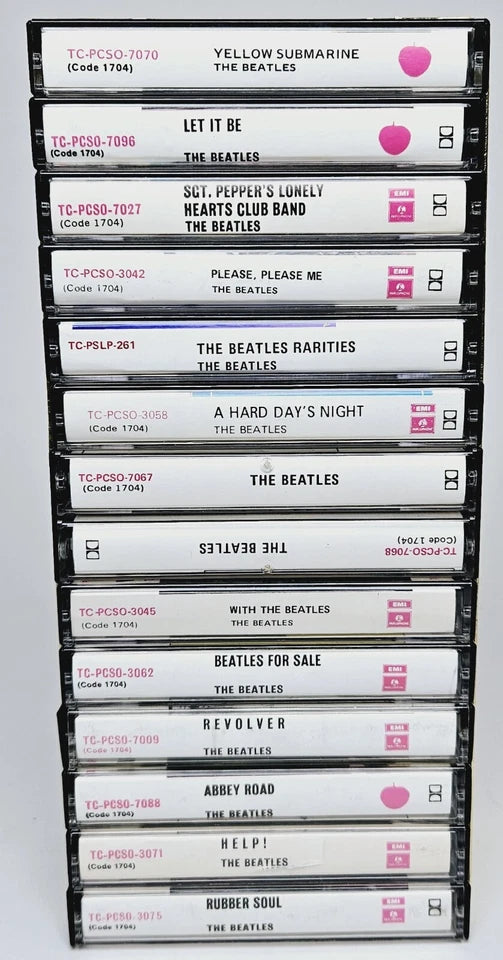 TC-PCSO-7070
(Code 1704)
YELLOW SUBMARINE
THE BEATLES
TC-PCSO-7096
(Code 1704)
LET IT BE
THE BEATLES
TC-PCSO-7027
(Code 1704)
SGT. PEPPER'S LONELY
HEARTS CLUB BAND
THE BEATLES
EMI
PARLOPHONE
TC-PCSO-3042
(Code 1704)
PLEASE, PLEASE ME
THE BEATLES
EMI
PARLOPHONE
TC-PSLP-261
THE BEATLES RARITIES
THE BEATLES
TC-PCSO-3058
(Code 1704)
A HARD DAY'S NIGHT
THE BEATLES
EMI
PARLOPHONE
TC-PCSO-7067
(Code 1704)
THE BEATLES
TC-PCSO-7068
(Code 1704)
THE BEATLES
TC-PCSO-3045
(Code 1704)
WITH THE BEATLES
THE BEATLES
EMI
TC-PCSO-3062
(Code 1704)
BEATLES FOR SALE
THE BEATLES
EMI
TC-PCSO-7009
(Code 1704)
REVOLVER
THE BEATLES
EMI
TC-PCSO-7088
(Code 1704)
ABBEY ROAD
THE BEATLES
TC-PCSO-3071
(Code 1704)
HELP!
THE BEATLES
EMI
TC-PCSO-3075
(Code 1704)
RUBBER SOUL
THE BEATLES
EMI